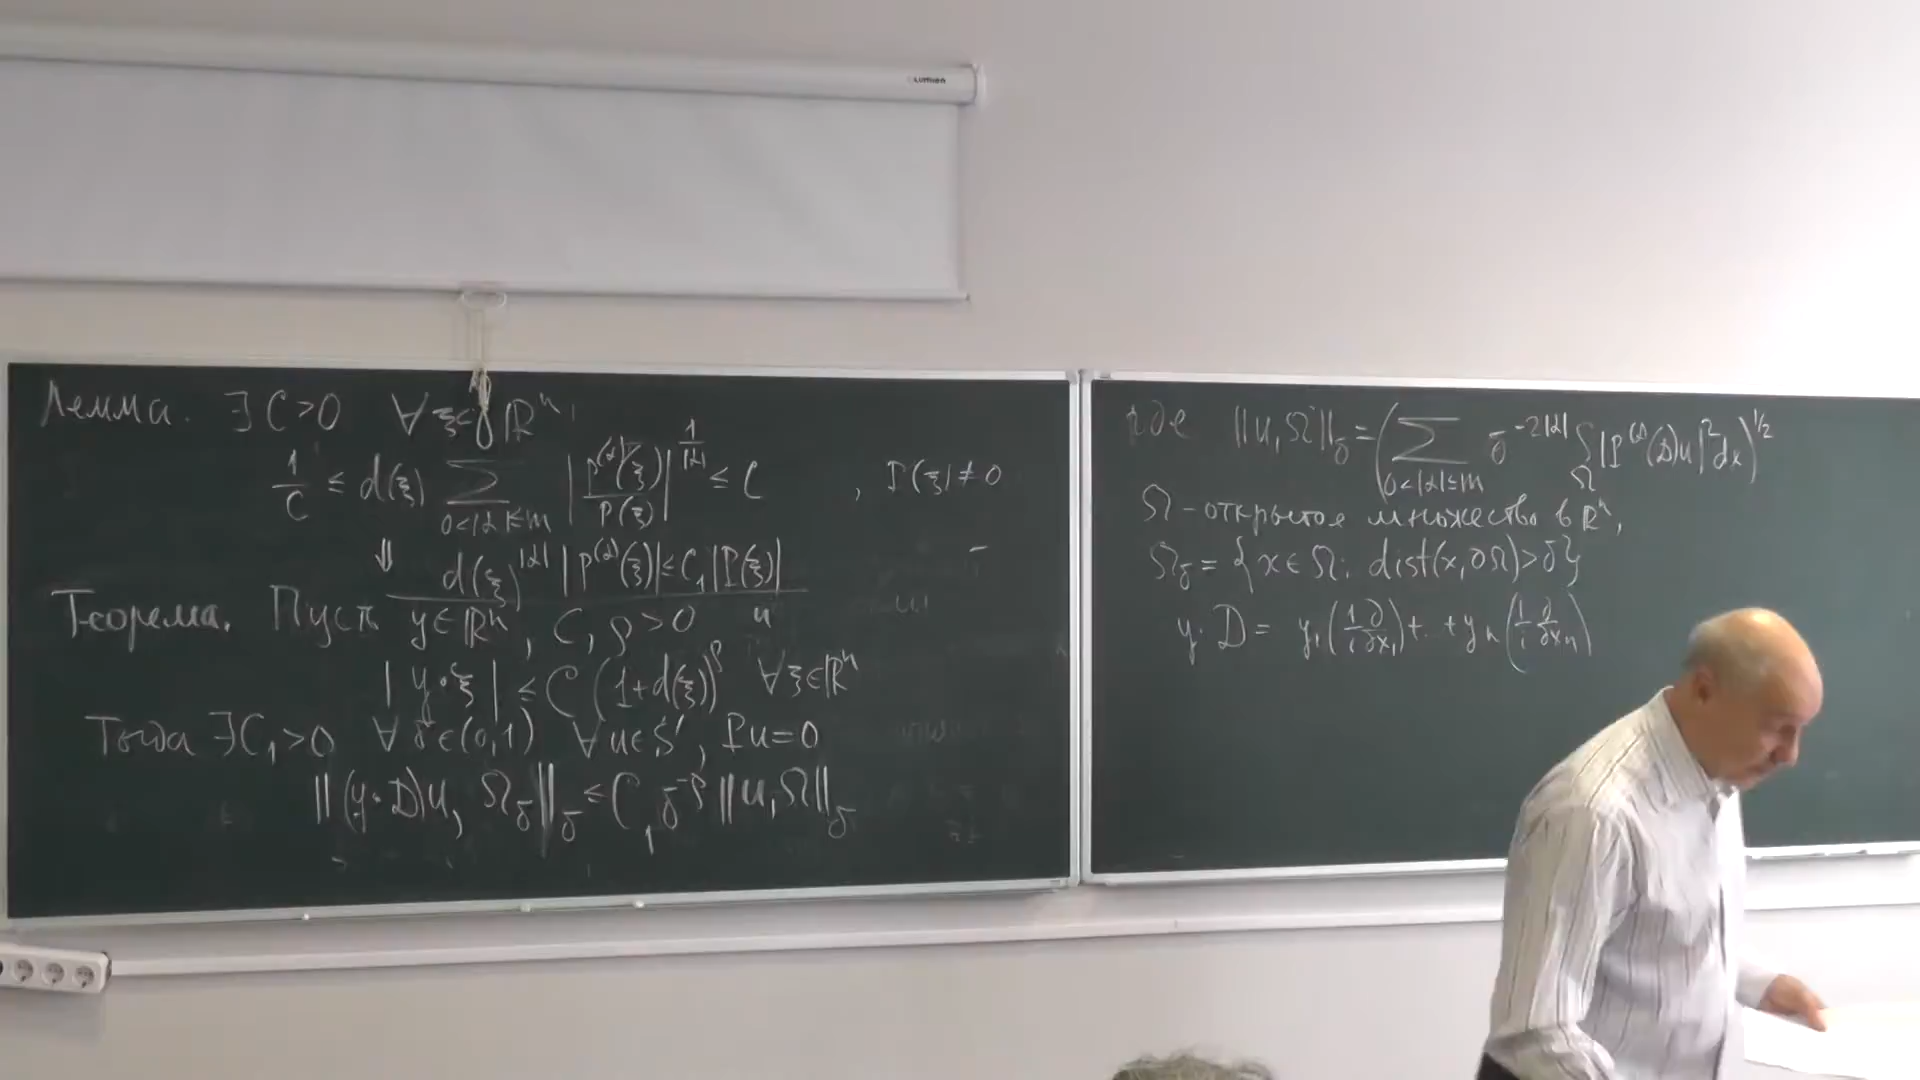 Lumien
Лемма. ∃ C>0 ∀ ξ∈ℝⁿ
1/C ≤ d(ξ) ∑_{0<|α|≤m} |P^{(α)}(ξ)/P(ξ)|^{1/|α|} ≤ C , P(ξ)≠0
⇓ d(ξ)^{|α|} |P^{(α)}(ξ)| ≤ C₁|P(ξ)|
Теорема. Пусть y∈ℝⁿ, C, ρ>0 и
|y·ξ| ≤ C(1+d(ξ))^ρ ∀ξ∈ℝⁿ
Тогда ∃C₁>0 ∀δ∈(0,1) ∀u∈S′, Pu=0
‖(y·D)u, Ω_δ‖_δ ≤ C₁δ^{-ρ}‖u,Ω‖_δ
где ‖u,Ω‖_δ = (∑_{0<|α|≤m} δ^{-2|α|} ∫_Ω |P^{(α)}(D)u|² dx)^{1/2}
Ω - открытое множество в ℝⁿ,
Ω_δ = {x∈Ω: dist(x,∂Ω)>δ}
y·D = y₁(1/i ∂/∂x₁)+..+yₙ(1/i ∂/∂xₙ)